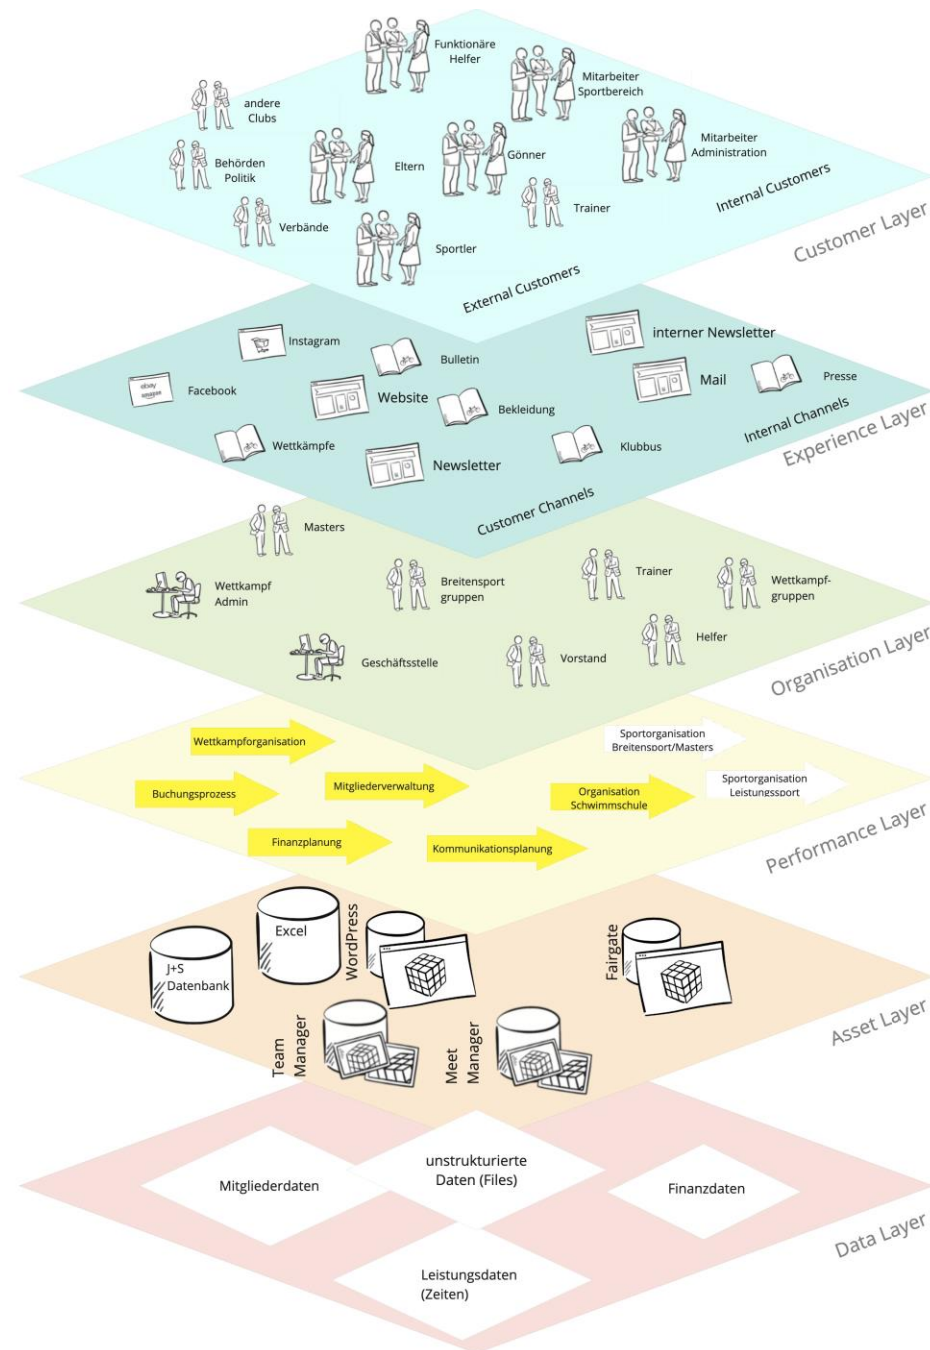 Funktionäre
Helfer
Mitarbeiter
Sportbereich
andere
Clubs
Mitarbeiter
Administration
Behörden
Politik
Eltern
Gönner
Internal Customers
Trainer
Verbände
Customer Layer
Sportler
External Customers
Instagram
interner Newsletter
Bulletin
Facebook
Website
Mail
Presse
Bekleidung
Internal Channels
Experience Layer
Wettkämpfe
Klubbus
Newsletter
Customer Channels
Masters
Wettkampf
Admin
Breitensport
gruppen
Trainer
Wettkampf-
gruppen
Helfer
Geschäftsstelle
Vorstand
Organisation Layer
Wettkampforganisation
Sportorganisation
Breitensport/Masters
Buchungsprozess
Mitgliederverwaltung
Organisation
Schwimmschule
Sportorganisation
Leistungssport
Finanzplanung
Kommunikationsplanung
Performance Layer
J+S
Datenbank
Excel
WordPress
Fairgate
Team
Manager
Meet
Manager
Asset Layer
Mitgliederdaten
unstrukturierte
Daten (Files)
Finanzdaten
Data Layer
Leistungsdaten
(Zeiten)